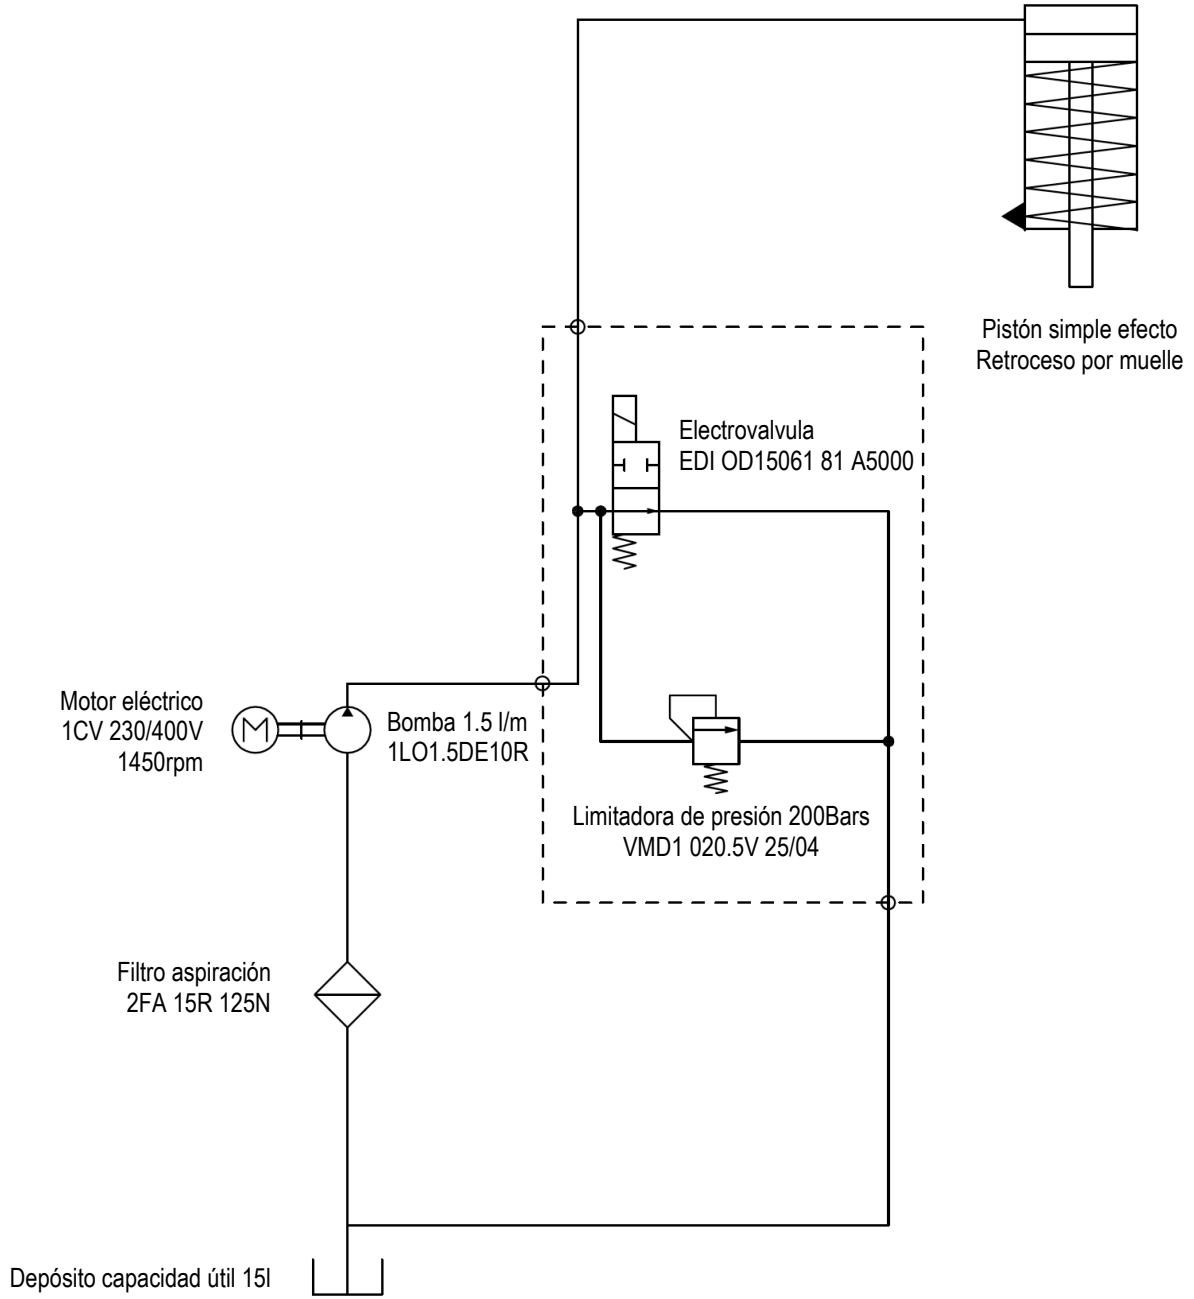 Pistón simple efecto
Retroceso por muelle
Electrovalvula
EDI OD15061 81 A5000
Motor eléctrico
1CV 230/400V
1450rpm
M
Bomba 1.5 l/m
1LO1.5DE10R
Limitadora de presión 200Bars
VMD1 020.5V 25/04
Filtro aspiración
2FA 15R 125N
Depósito capacidad útil 15l